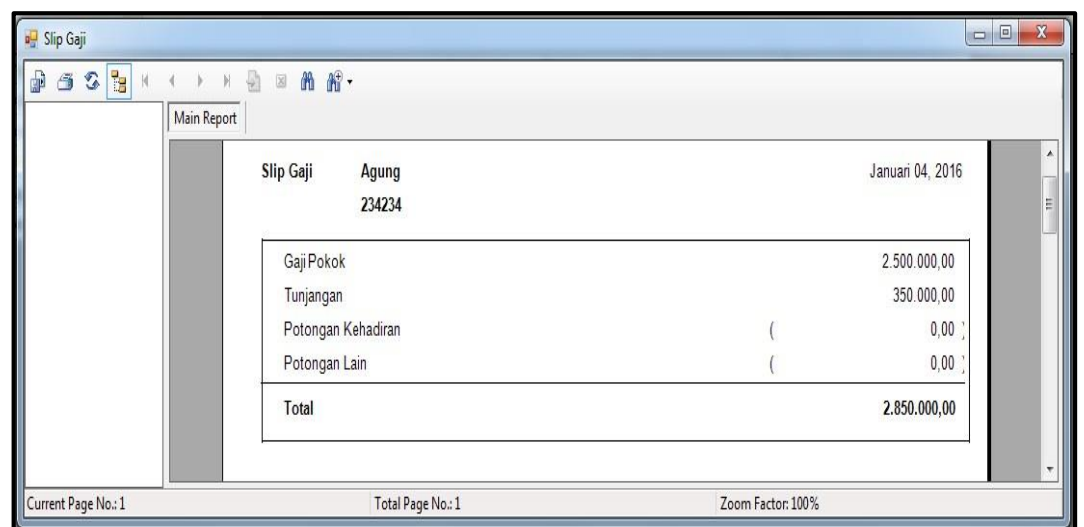 Slip Gaji
Main Report
Slip Gaji Agung Januari 04, 2016
234234
Gaji Pokok 2.500.000,00
Tunjangan 350.000,00
Potongan Kehadiran ( 0,00 )
Potongan Lain ( 0,00 )
Total 2.850.000,00
Current Page No.: 1 Total Page No.: 1 Zoom Factor: 100%